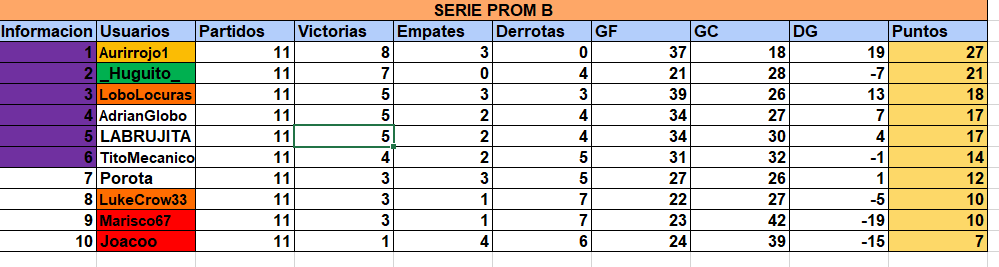 SERIE PROM B
Informacion Usuarios Partidos Victorias Empates Derrotas GF GC DG Puntos
1 Aurirrojo1 11 8 3 0 37 18 19 27
2 _Huguito_ 11 7 0 4 21 28 -7 21
3 LoboLocuras 11 5 3 3 39 26 13 18
4 AdrianGlobo 11 5 2 4 34 27 7 17
5 LABRUJITA 11 5 2 4 34 30 4 17
6 TitoMecanico 11 4 2 5 31 32 -1 14
7 Porota 11 3 3 5 27 26 1 12
8 LukeCrow33 11 3 1 7 22 27 -5 10
9 Marisco67 11 3 1 7 23 42 -19 10
10 Joacoo 11 1 4 6 24 39 -15 7